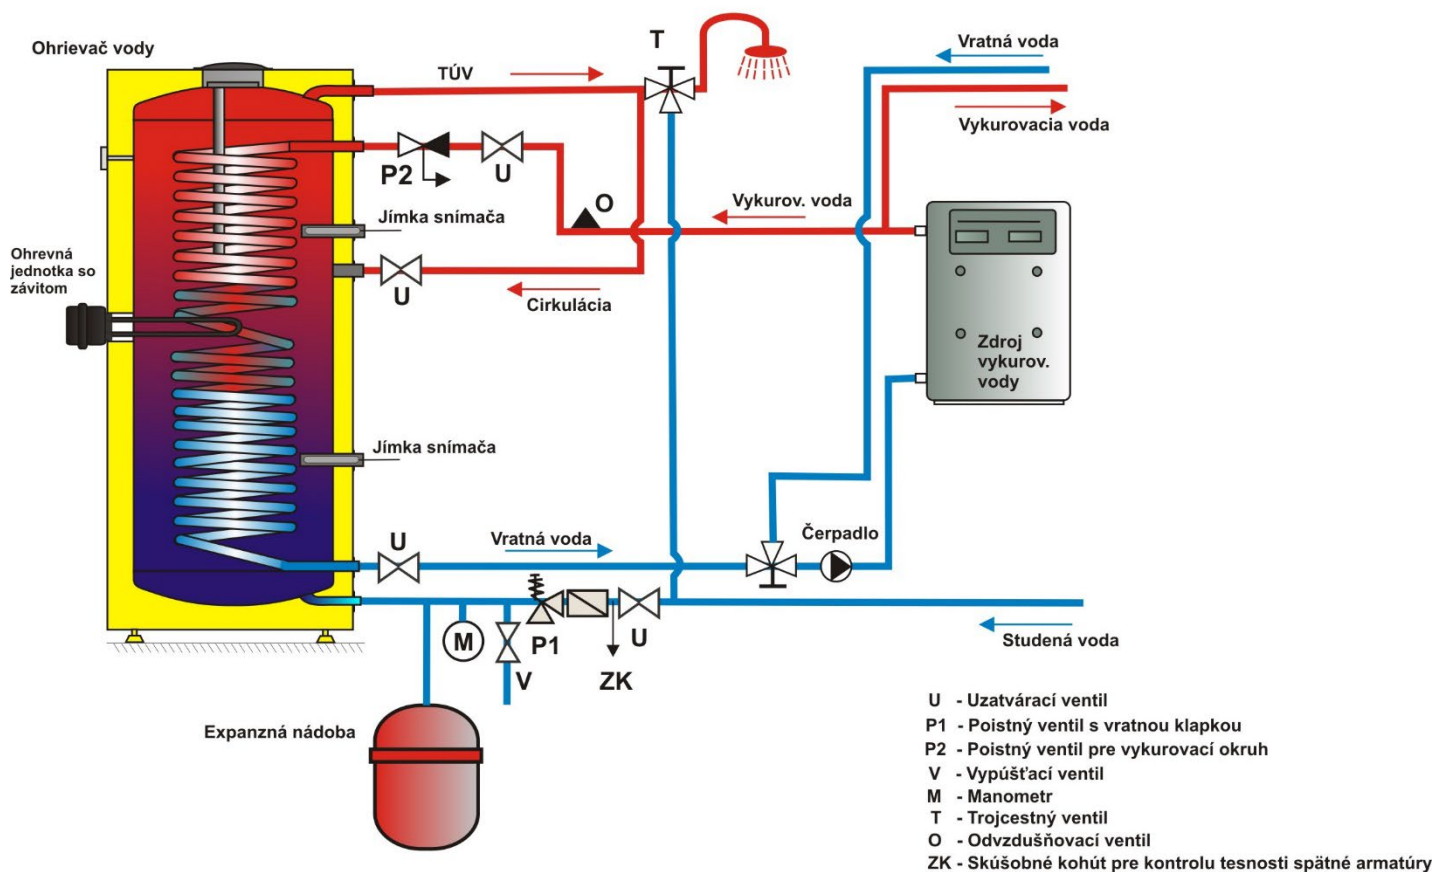 Ohrievač vody
TÚV
T
Vratná voda
Vykurovacia voda
P2
U
O
Vykurov. voda
Jímka snímača
Ohrevná
jednotka so
závitom
U
Cirkulácia
Zdroj
vykurov.
vody
Jímka snímača
U
Vratná voda
Čerpadlo
M
P1
U
Studená voda
V
ZK
Expanzná nádoba
U - Uzatvárací ventil
P1 - Poistný ventil s vratnou klapkou
P2 - Poistný ventil pre vykurovací okruh
V - Vypúšťací ventil
M - Manometr
T - Trojcestný ventil
O - Odvzdušňovací ventil
ZK - Skúšobné kohút pre kontrolu tesnosti spätné armatúry